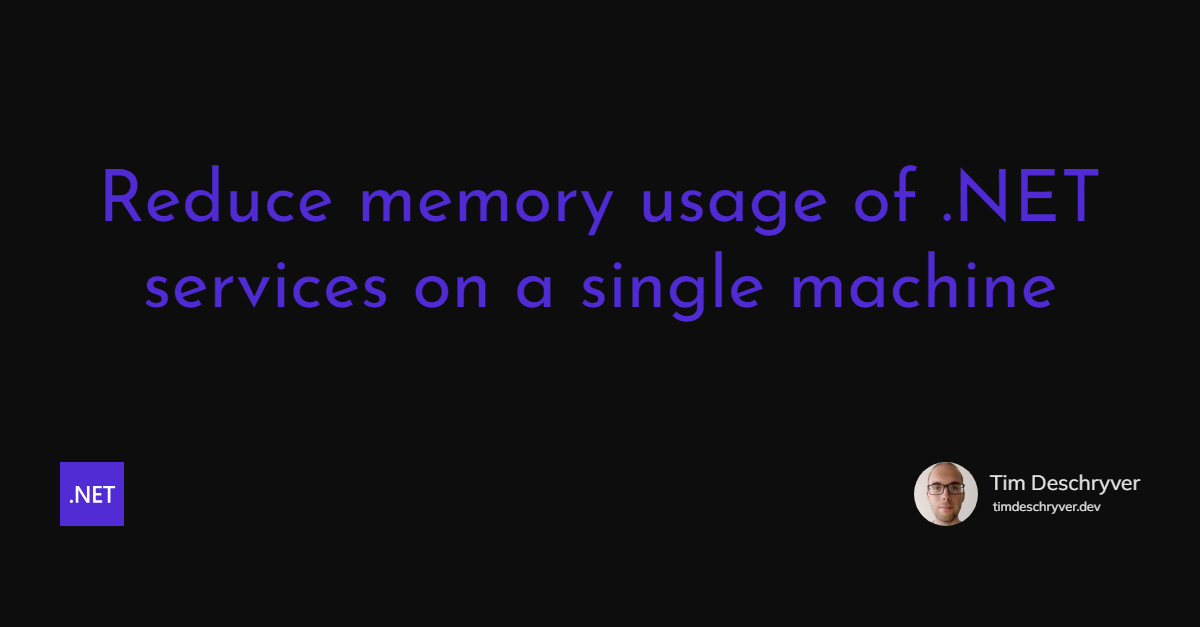 Reduce memory usage of .NET
services on a single machine
.NET
Tim Deschryver
timdeschryver.dev